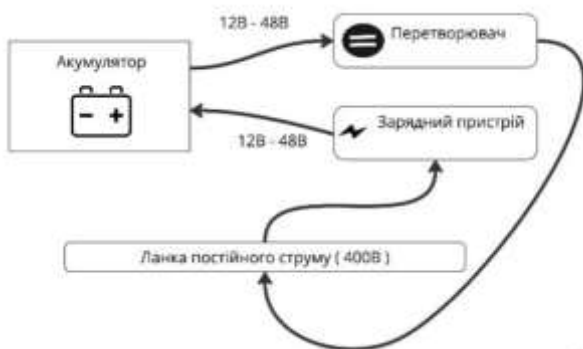 12В - 48В
Перетворювач
Акумулятор
Зарядний пристрій
12В - 48В
Ланка постійного струму ( 400В )